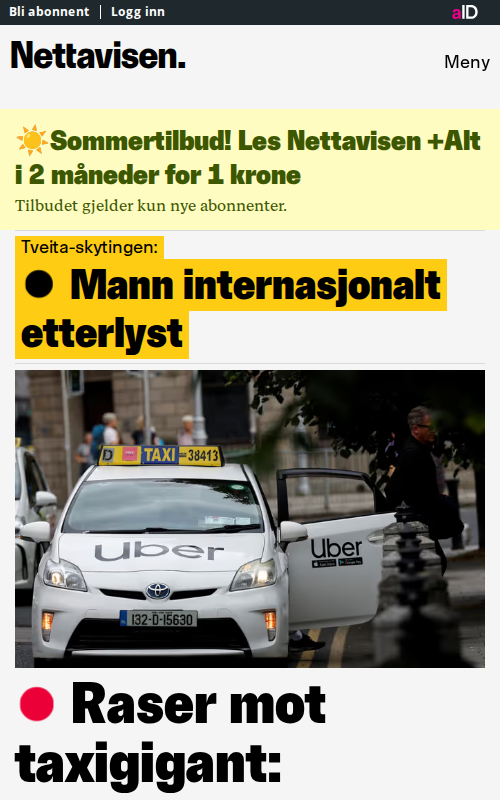 Bli abonnent Logg inn aID
Nettavisen.
Meny
Sommertilbud! Les Nettavisen +Alt
i 2 måneder for 1 krone
Tilbudet gjelder kun nye abonnenter.
Tveita-skytingen:
Mann internasjonalt
etterlyst
TAXI 38413
Uber
Uber
132-D-15630
Raser mot
taxigigant: